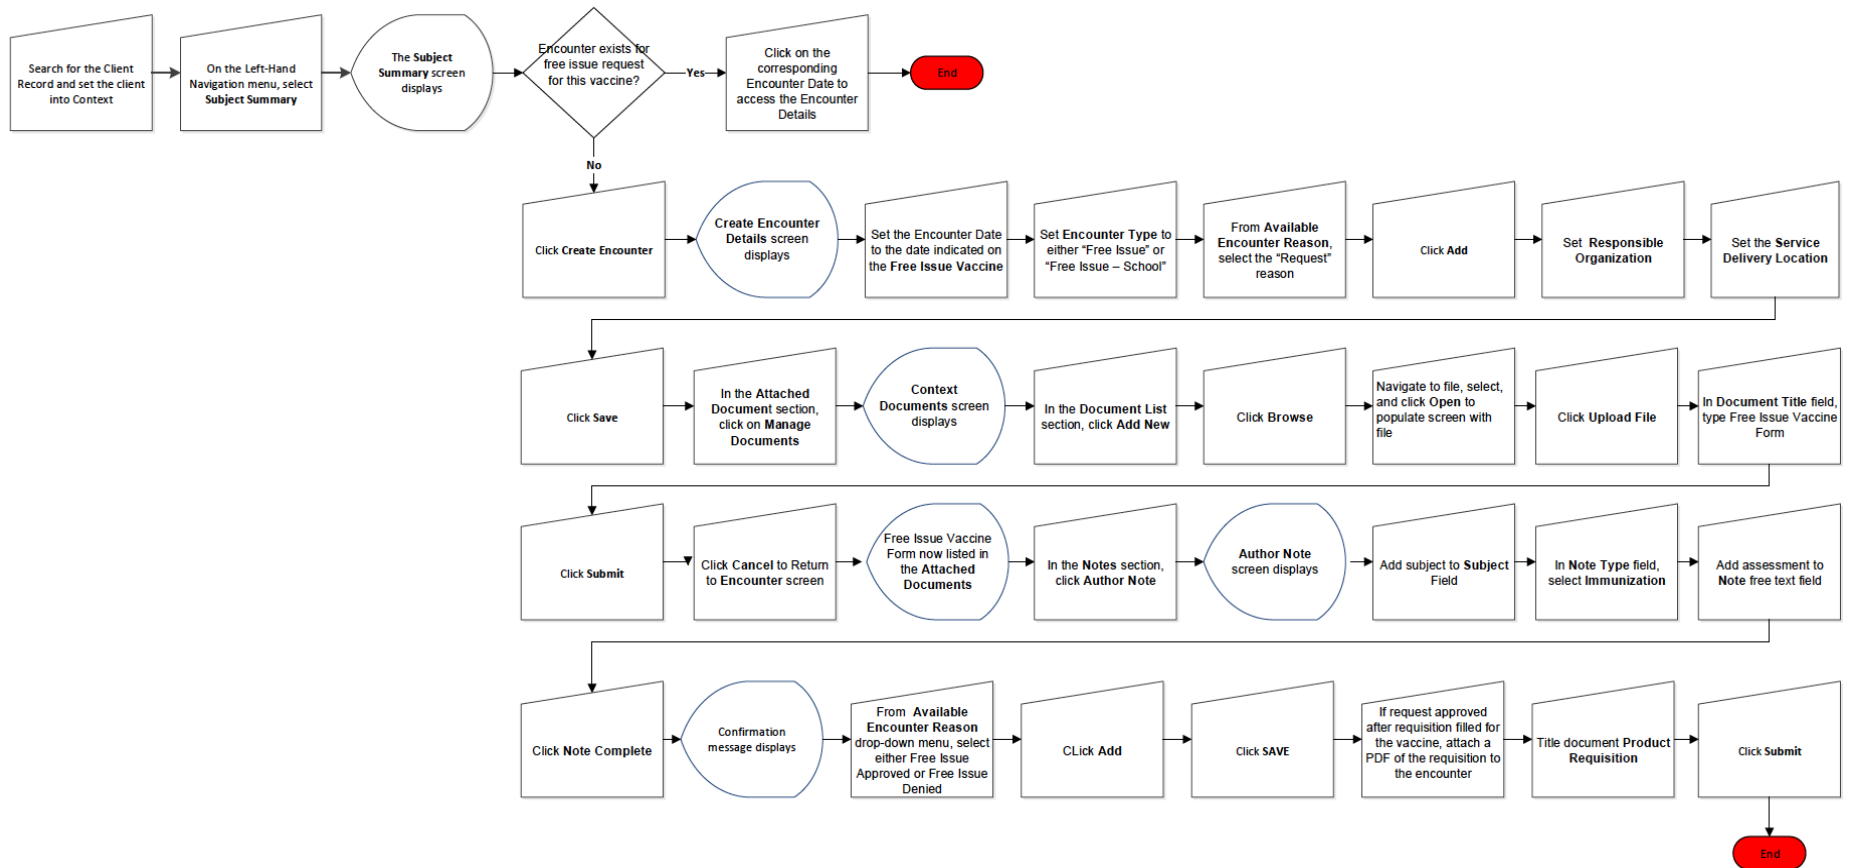 Search for the Client
Record and set the client
into Context
On the Left-Hand
Navigation menu, select
Subject Summary
The Subject
Summary screen
displays
Encounter exists for
free issue request
for this vaccine?
Yes
Click on the
corresponding
Encounter Date to
access the Encounter
Details
End
No
Click Create Encounter
Create Encounter
Details screen
displays
Set the Encounter Date
to the date indicated on
the Free Issue Vaccine
Set Encounter Type to
either “Free Issue” or
“Free Issue – School”
From Available
Encounter Reason,
select the “Request”
reason
Click Add
Set Responsible
Organization
Set the Service
Delivery Location
Click Save
In the Attached
Document section,
click on Manage
Documents
Context
Documents screen
displays
In the Document List
section, click Add New
Click Browse
Navigate to file, select,
and click Open to
populate screen with
file
Click Upload File
In Document Title field,
type Free Issue Vaccine
Form
Click Submit
Click Cancel to Return
to Encounter screen
Free Issue Vaccine
Form now listed in
the Attached
Documents
In the Notes section,
click Author Note
Author Note
screen displays
Add subject to Subject
Field
In Note Type field,
select Immunization
Add assessment to
Note free text field
Click Note Complete
Confirmation
message displays
From Available
Encounter Reason
drop-down menu, select
either Free Issue
Approved or Free Issue
Denied
CLick Add
Click SAVE
If request approved
after requisition filled for
the vaccine, attach a
PDF of the requisition to
the encounter
Title document Product
Requisition
Click Submit
End